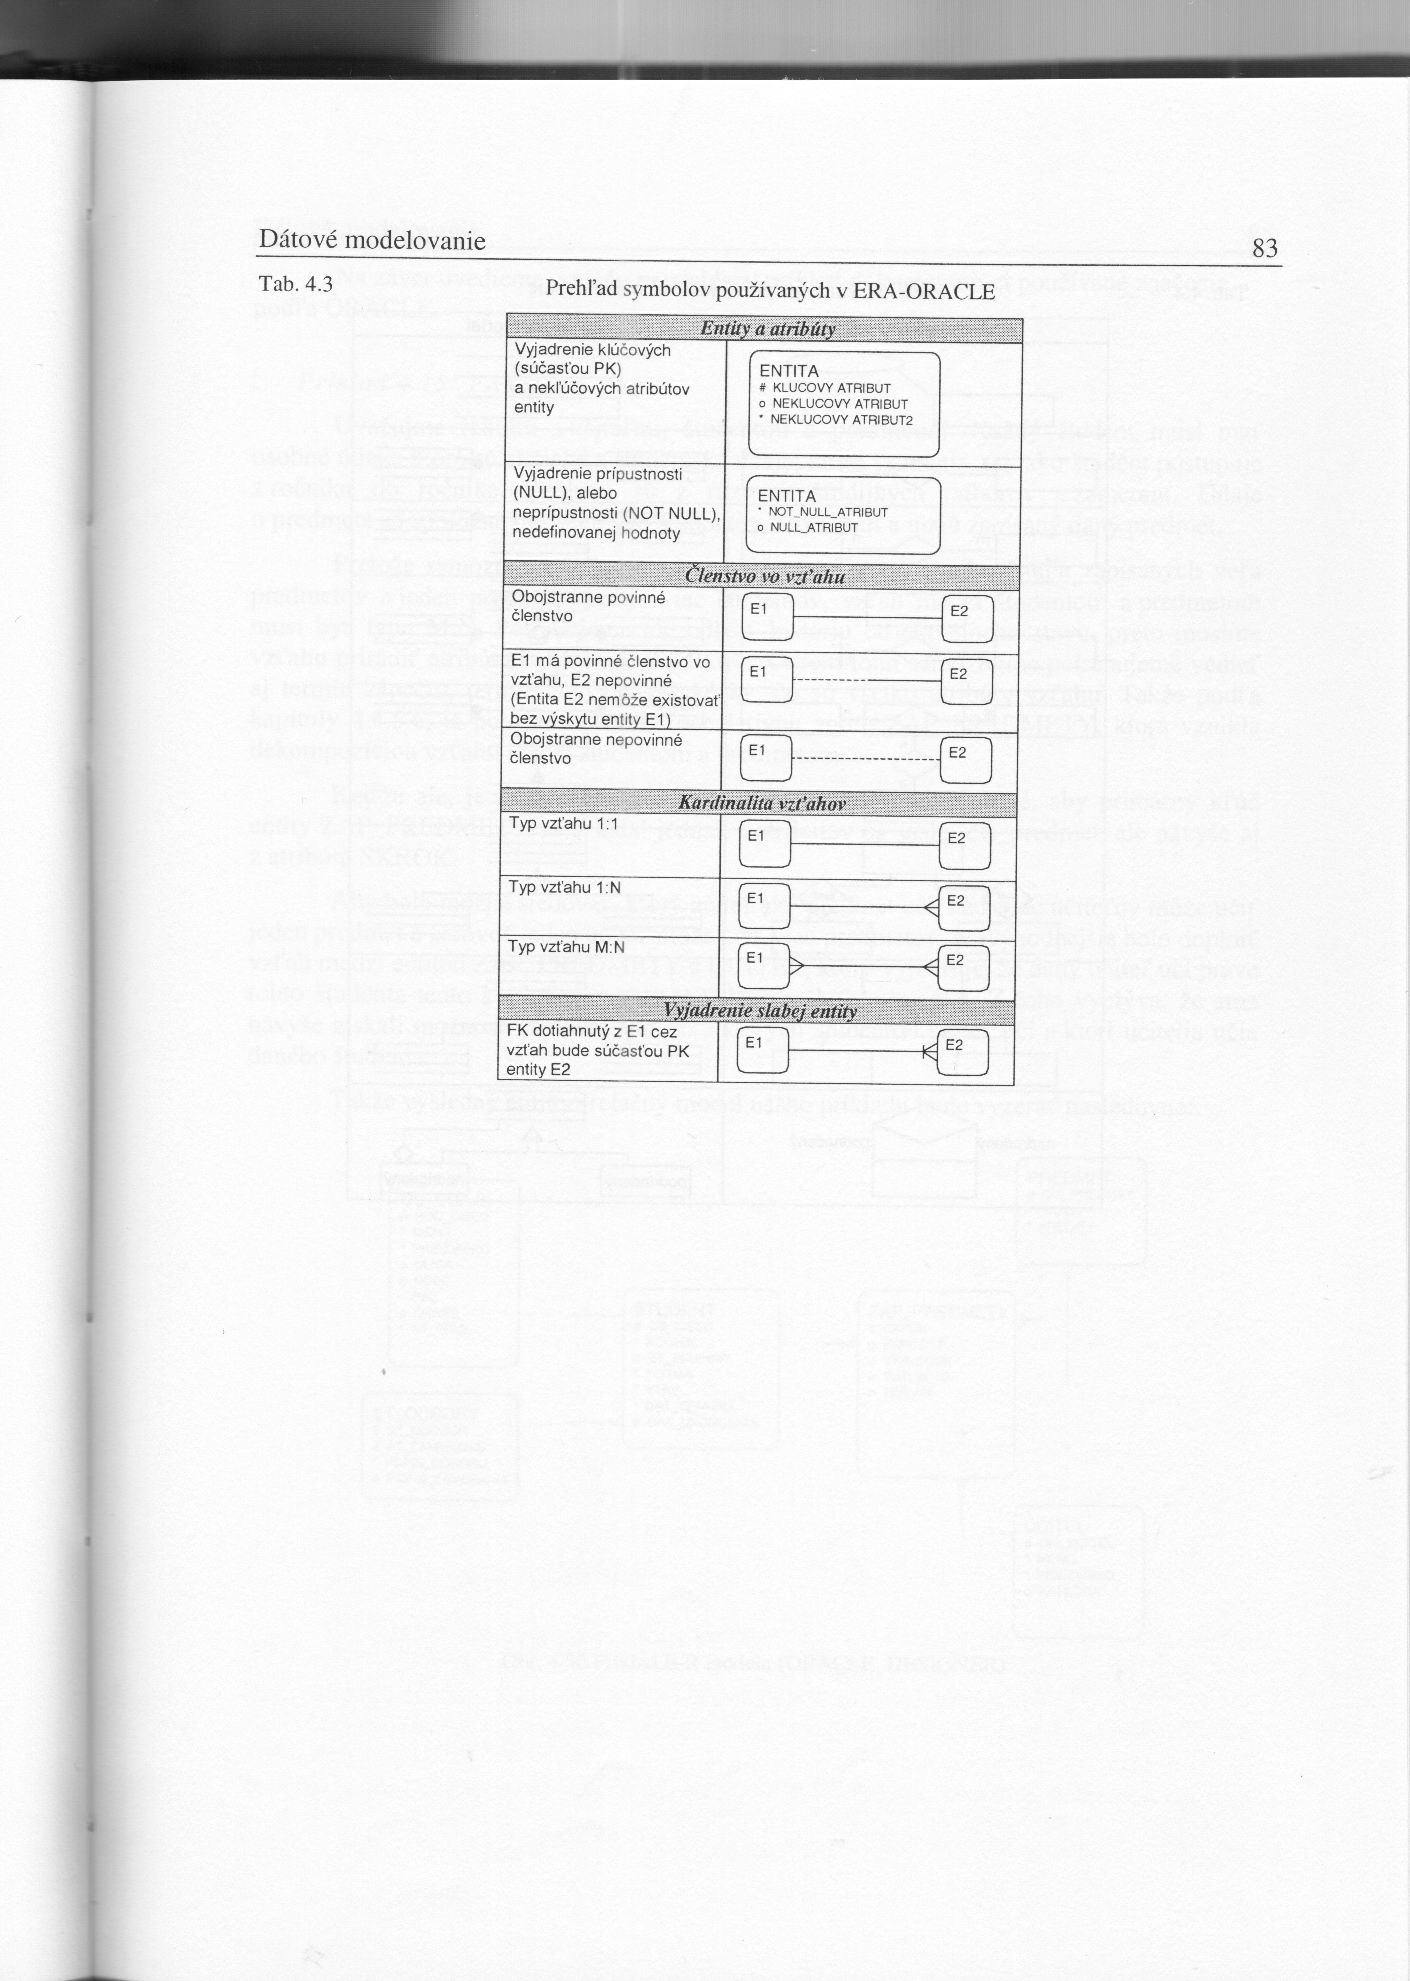 Dátové modelovanie
83
Tab. 4.3
Prehľad symbolov používaných v ERA-ORACLE
Entity a atribúty
Vyjadrenie klúčových
(súčasťou PK)
a nekľúčových atribútov
entity
ENTITA
# KLUCOVY ATRIBUT
o NEKLUCOVY ATRIBUT
* NEKLUCOVY ATRIBUT2
Vyjadrenie prípustnosti
(NULL), alebo
neprípustnosti (NOT NULL),
nedefinovanej hodnoty
ENTITA
* NOT_NULL_ATRIBUT
o NULL_ATRIBUT
Členstvo vo vzťahu
Obojstranne povinné
členstvo
E1
E2
E1 má povinné členstvo vo
vzťahu, E2 nepovinné
(Entita E2 nemôže existovať
bez výskytu entity E1)
E1
E2
Obojstranne nepovinné
členstvo
E1
E2
Kardinalita vzťahov
Typ vzťahu 1:1
E1
E2
Typ vzťahu 1:N
E1
E2
Typ vzťahu M:N
E1
E2
Vyjadrenie slabej entity
FK dotiahnutý z E1 cez
vzťah bude súčasťou PK
entity E2
E1
E2